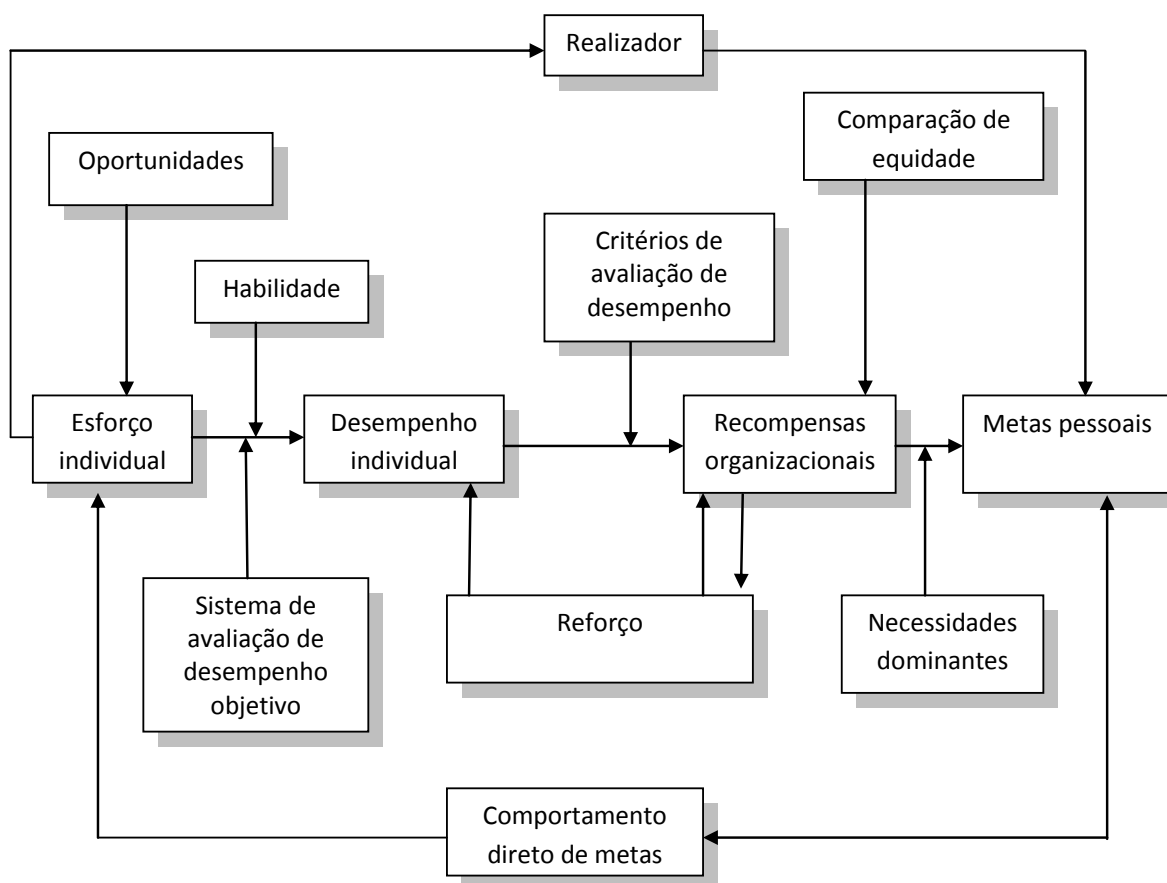 Realizador
Comparação de
equidade
Oportunidades
Critérios de
avaliação de
desempenho
Habilidade
Esforço
individual
Desempenho
individual
Recompensas
organizacionais
Metas pessoais
Sistema de
avaliação de
desempenho
objetivo
Reforço
Necessidades
dominantes
Comportamento
direto de metas